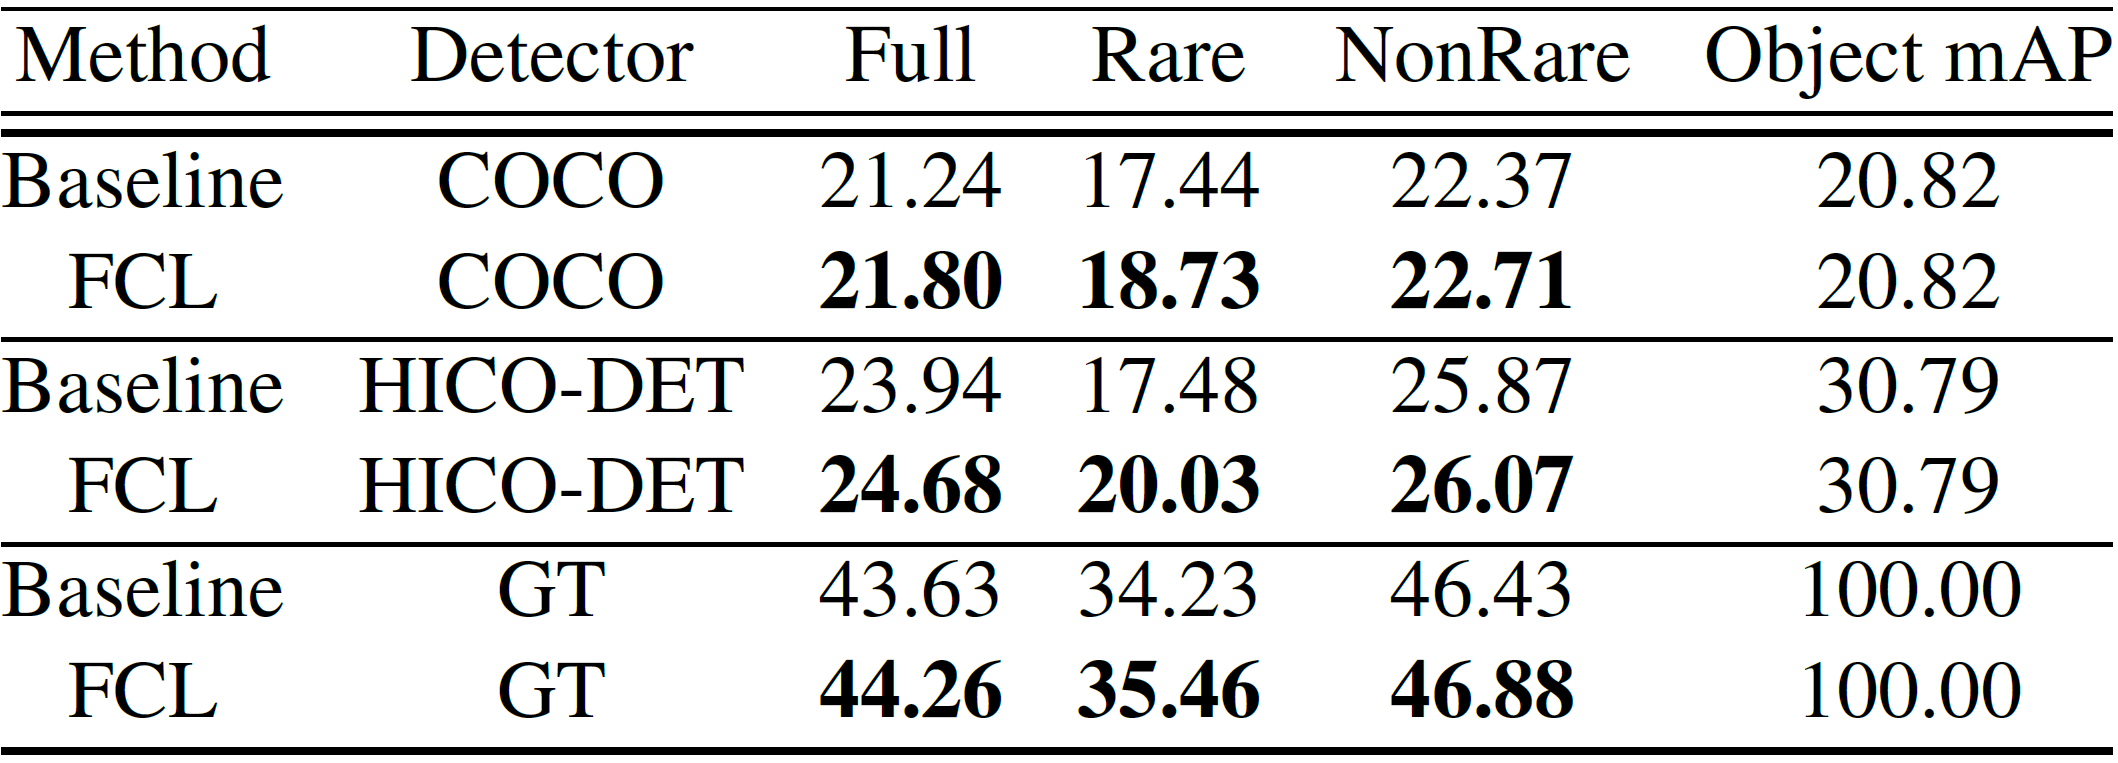 Method Detector Full Rare NonRare Object mAP
Baseline COCO 21.24 17.44 22.37 20.82
FCL COCO 21.80 18.73 22.71 20.82
Baseline HICO-DET 23.94 17.48 25.87 30.79
FCL HICO-DET 24.68 20.03 26.07 30.79
Baseline GT 43.63 34.23 46.43 100.00
FCL GT 44.26 35.46 46.88 100.00